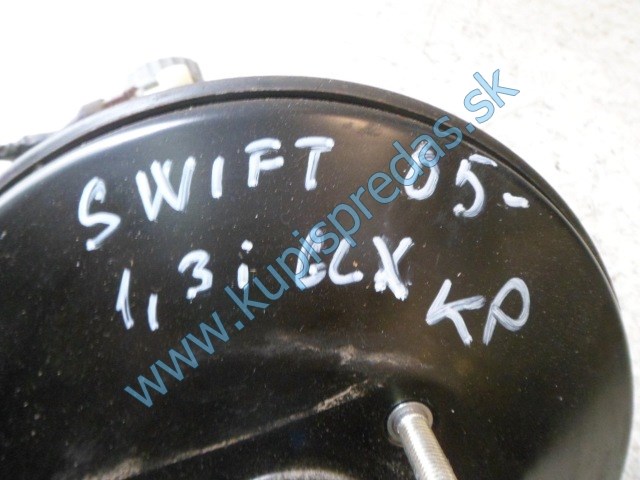 SWIFT 05-
1,3i GLX
KP
www.kupispredas.sk